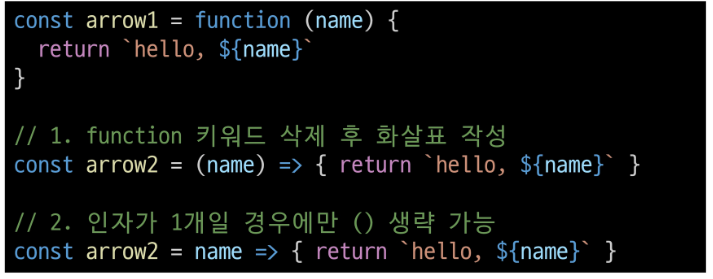 const arrow1 = function (name) {
  return `hello, ${name}`
}
// 1. function 키워드 삭제 후 화살표 작성
const arrow2 = (name) => { return `hello, ${name}` }
// 2. 인자가 1개일 경우에만 () 생략 가능
const arrow2 = name => { return `hello, ${name}` }